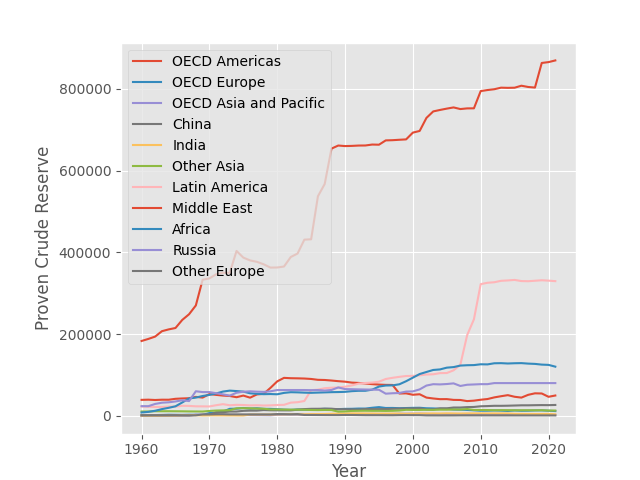 OECD Americas
OECD Europe
OECD Asia and Pacific
China
India
Other Asia
Latin America
Middle East
Africa
Russia
Other Europe
800000
600000
400000
200000
0
Proven Crude Reserve
1960 1970 1980 1990 2000 2010 2020
Year